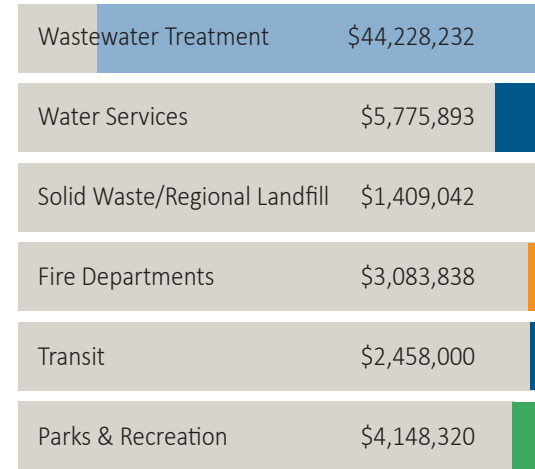 Wastewater Treatment $44,228,232
Water Services $5,775,893
Solid Waste/Regional Landfill $1,409,042
Fire Departments $3,083,838
Transit $2,458,000
Parks & Recreation $4,148,320